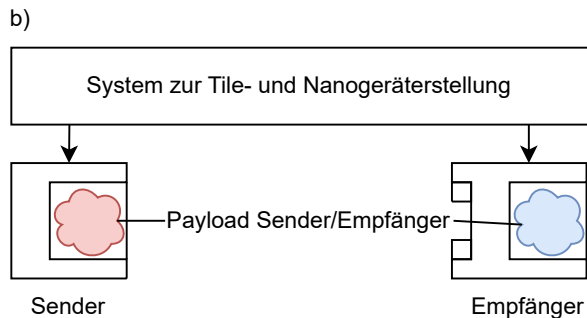 b)
System zur Tile- und Nanogeräterstellung
Payload Sender/Empfänger
Sender
Empfänger